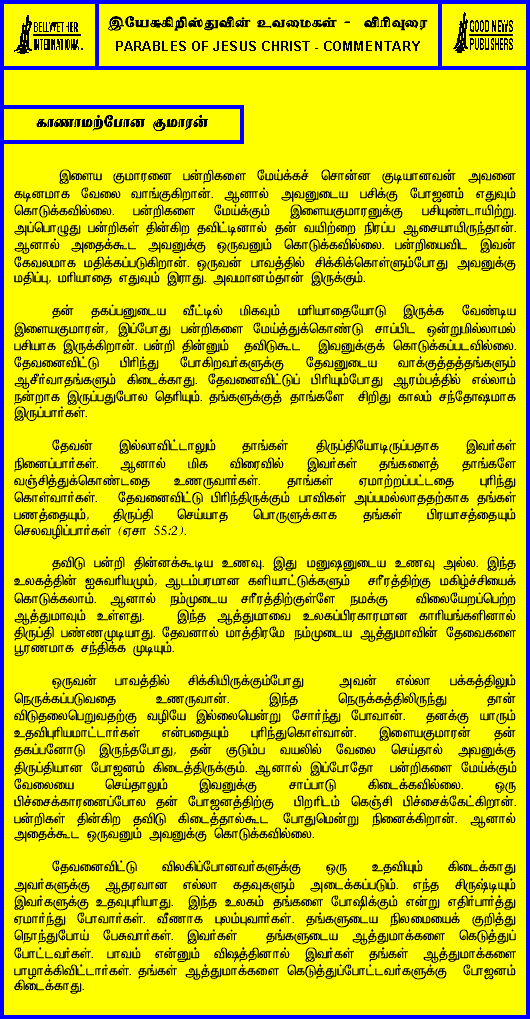 BELLWETHER
INTERNATIONAL
இயேசுகிறிஸ்துவின் உவமைகள் - விரிவுரை
PARABLES OF JESUS CHRIST - COMMENTARY
GOOD NEWS
PUBLISHERS
காணாமற்போன குமாரன்
இளைய குமாரனை பன்றிகளை மேய்க்கச் சொன்ன குடியானவன் அவனை
கடினமாக வேலை வாங்குகிறான். ஆனால் அவனுடைய பசிக்கு போஜனம் எதுவும்
கொடுக்கவில்லை. பன்றிகளை மேய்க்கும் இளையகுமாரனுக்கு பசியுண்டாயிற்று.
அப்பொழுது பன்றிகள் தின்கிற தவிட்டினால் தன் வயிற்றை நிரப்ப ஆசையாயிருந்தான்.
ஆனால் அதைக்கூட அவனுக்கு ஒருவனும் கொடுக்கவில்லை. பன்றியைவிட இவன்
கேவலமாக மதிக்கப்படுகிறான். ஒருவன் பாவத்தில் சிக்கிக்கொள்ளும்போது அவனுக்கு
மதிப்பு, மரியாதை எதுவும் இராது. அவமானம்தான் இருக்கும்.
தன் தகப்பனுடைய வீட்டில் மிகவும் மரியாதையோடு இருக்க வேண்டிய
இளையகுமாரன், இப்போது பன்றிகளை மேய்த்துக்கொண்டு சாப்பிட ஒன்றுமில்லாமல்
பசியாக இருக்கிறான். பன்றி தின்னும் தவிடுகூட இவனுக்குக் கொடுக்கப்படவில்லை.
தேவனைவிட்டு பிரிந்து போகிறவர்களுக்கு தேவனுடைய வாக்குத்தத்தங்களும்
ஆசீர்வாதங்களும் கிடைக்காது. தேவனைவிட்டுப் பிரியும்போது ஆரம்பத்தில் எல்லாம்
நன்றாக இருப்பதுபோல தெரியும். தங்களுக்குத் தாங்களே சிறிது காலம் சந்தோஷமாக
இருப்பார்கள்.
தேவன் இல்லாவிட்டாலும் தாங்கள் திருப்தியோடிருப்பதாக இவர்கள்
நினைப்பார்கள். ஆனால் மிக விரைவில் இவர்கள் தங்களைத் தாங்களே
வஞ்சித்துக்கொண்டதை உணருவார்கள். தாங்கள் ஏமாற்றப்பட்டதை புரிந்து
கொள்வார்கள். தேவனைவிட்டு பிரிந்திருக்கும் பாவிகள் அப்பமல்லாததற்காக தங்கள்
பணத்தையும், திருப்தி செய்யாத பொருளுக்காக தங்கள் பிரயாசத்தையும்
செலவழிப்பார்கள் (ஏசா 55:2).
தவிடு பன்றி தின்னக்கூடிய உணவு. இது மனுஷனுடைய உணவு அல்ல. இந்த
உலகத்தின் ஐசுவரியமும், ஆடம்பரமான களியாட்டுக்களும் சரீரத்திற்கு மகிழ்ச்சியைக்
கொடுக்கலாம். ஆனால் நம்முடைய சரீரத்திற்குள்ளே நமக்கு விலையேறப்பெற்ற
ஆத்துமாவும் உள்ளது. இந்த ஆத்துமாவை உலகப்பிரகாரமான காரியங்களினால்
திருப்தி பண்ணமுடியாது. தேவனால் மாத்திரமே நம்முடைய ஆத்துமாவின் தேவைகளை
பூரணமாக சந்திக்க முடியும்.
ஒருவன் பாவத்தில் சிக்கியிருக்கும்போது அவன் எல்லா பக்கத்திலும்
நெருக்கப்படுவதை உணருவான். இந்த நெருக்கத்திலிருந்து தான்
விடுதலைபெறுவதற்கு வழியே இல்லையென்று சோர்ந்து போவான். தனக்கு யாரும்
உதவிபுரியமாட்டார்கள் என்பதையும் புரிந்துகொள்வான். இளையகுமாரன் தன்
தகப்பனோடு இருந்தபோது, தன் குடும்ப வயலில் வேலை செய்தால் அவனுக்கு
திருப்தியான போஜனம் கிடைத்திருக்கும். ஆனால் இப்போதோ பன்றிகளை மேய்க்கும்
வேலையை செய்தாலும் இவனுக்கு சாப்பாடு கிடைக்கவில்லை. ஒரு
பிச்சைக்காரனைப்போல தன் போஜனத்திற்கு பிறரிடம் கெஞ்சி பிச்சைக்கேட்கிறான்.
பன்றிகள் தின்கிற தவிடு கிடைத்தால்கூட போதுமென்று நினைக்கிறான். ஆனால்
அதைக்கூட ஒருவனும் அவனுக்கு கொடுக்கவில்லை.
தேவனைவிட்டு விலகிப்போனவர்களுக்கு ஒரு உதவியும் கிடைக்காது
அவர்களுக்கு ஆதரவான எல்லா கதவுகளும் அடைக்கப்படும். எந்த சிருஷ்டியும்
இவர்களுக்கு உதவுபுரியாது. இந்த உலகம் தங்களை போஷிக்கும் என்று எதிர்பார்த்து
ஏமார்ந்து போவார்கள். வீணாக புலம்புவார்கள். தங்களுடைய நிலமையைக் குறித்து
நொந்துபோய் பேசுவார்கள். இவர்கள் தங்களுடைய ஆத்துமாக்களை கெடுத்துப்
போட்டவர்கள். பாவம் என்னும் விஷத்தினால் இவர்கள் தங்கள் ஆத்துமாக்களை
பாழாக்கிவிட்டார்கள். தங்கள் ஆத்துமாக்களை கெடுத்துப்போட்டவர்களுக்கு போஜனம்
கிடைக்காது.